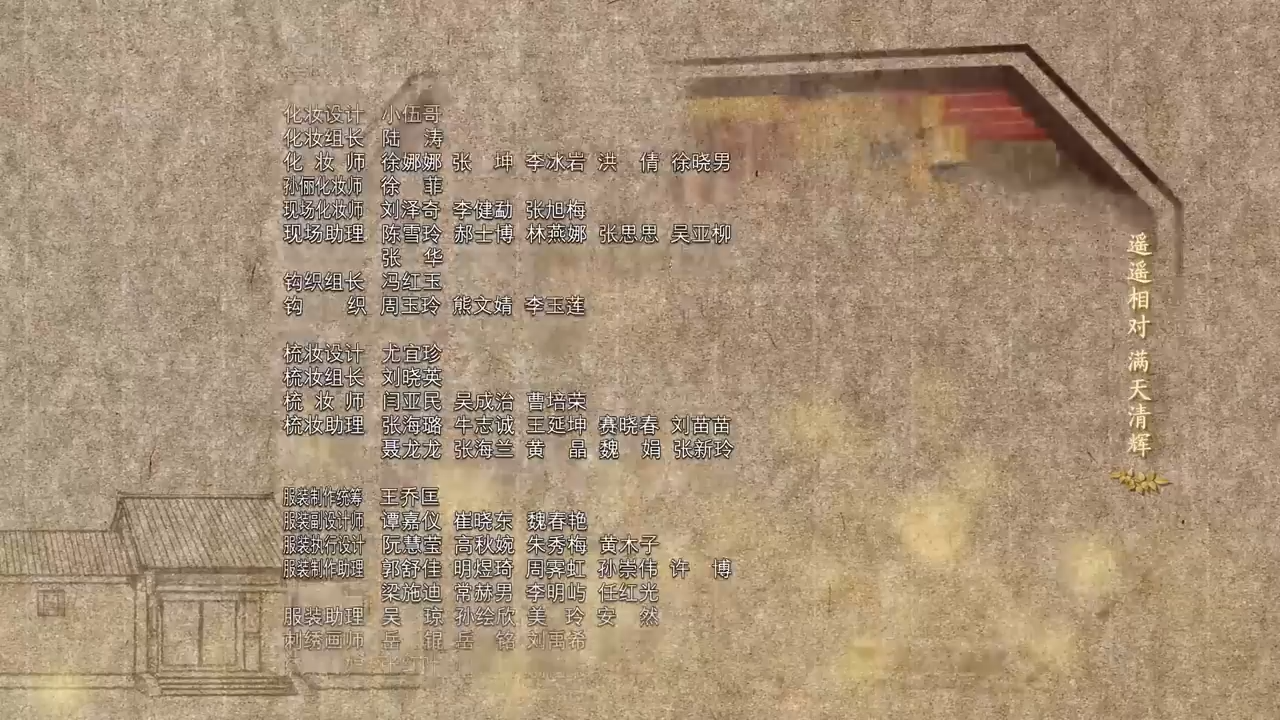 化妆设计 小伍哥
化妆组长 陆 涛
化妆师 徐娜娜 张 坤 李冰岩 洪 倩 徐晓男
孙俪化妆师 徐 菲
现场化妆师 刘泽奇 李健勐 张旭梅
现场助理 陈雪玲 郝士博 林燕娜 张思思 吴亚柳
张 华
钩织组长 冯红玉
钩 织 周玉玲 熊文婧 李玉莲
梳妆设计 尤宜珍
梳妆组长 刘晓英
梳妆师 闫亚民 吴成治 曹培荣
梳妆助理 张海璐 牛志诚 王延坤 赛晓春 刘苗苗
聂龙龙 张海兰 黄 晶 魏 娟 张新玲
服装制作统筹 王乔匡
服装副设计师 谭嘉仪 崔晓东 魏春艳
服装执行设计 阮慧莹 高秋婉 朱秀梅 黄木子
服装制作助理 郭舒佳 明煜琦 周霁虹 孙崇伟 许 博
梁施迪 常赫男 李明屿 任红光
服装助理 吴 琼 孙绘欣 美 玲 安 然
刺绣画师 岳 锟 岳 铭 刘禹希
遥遥相对 满天清辉